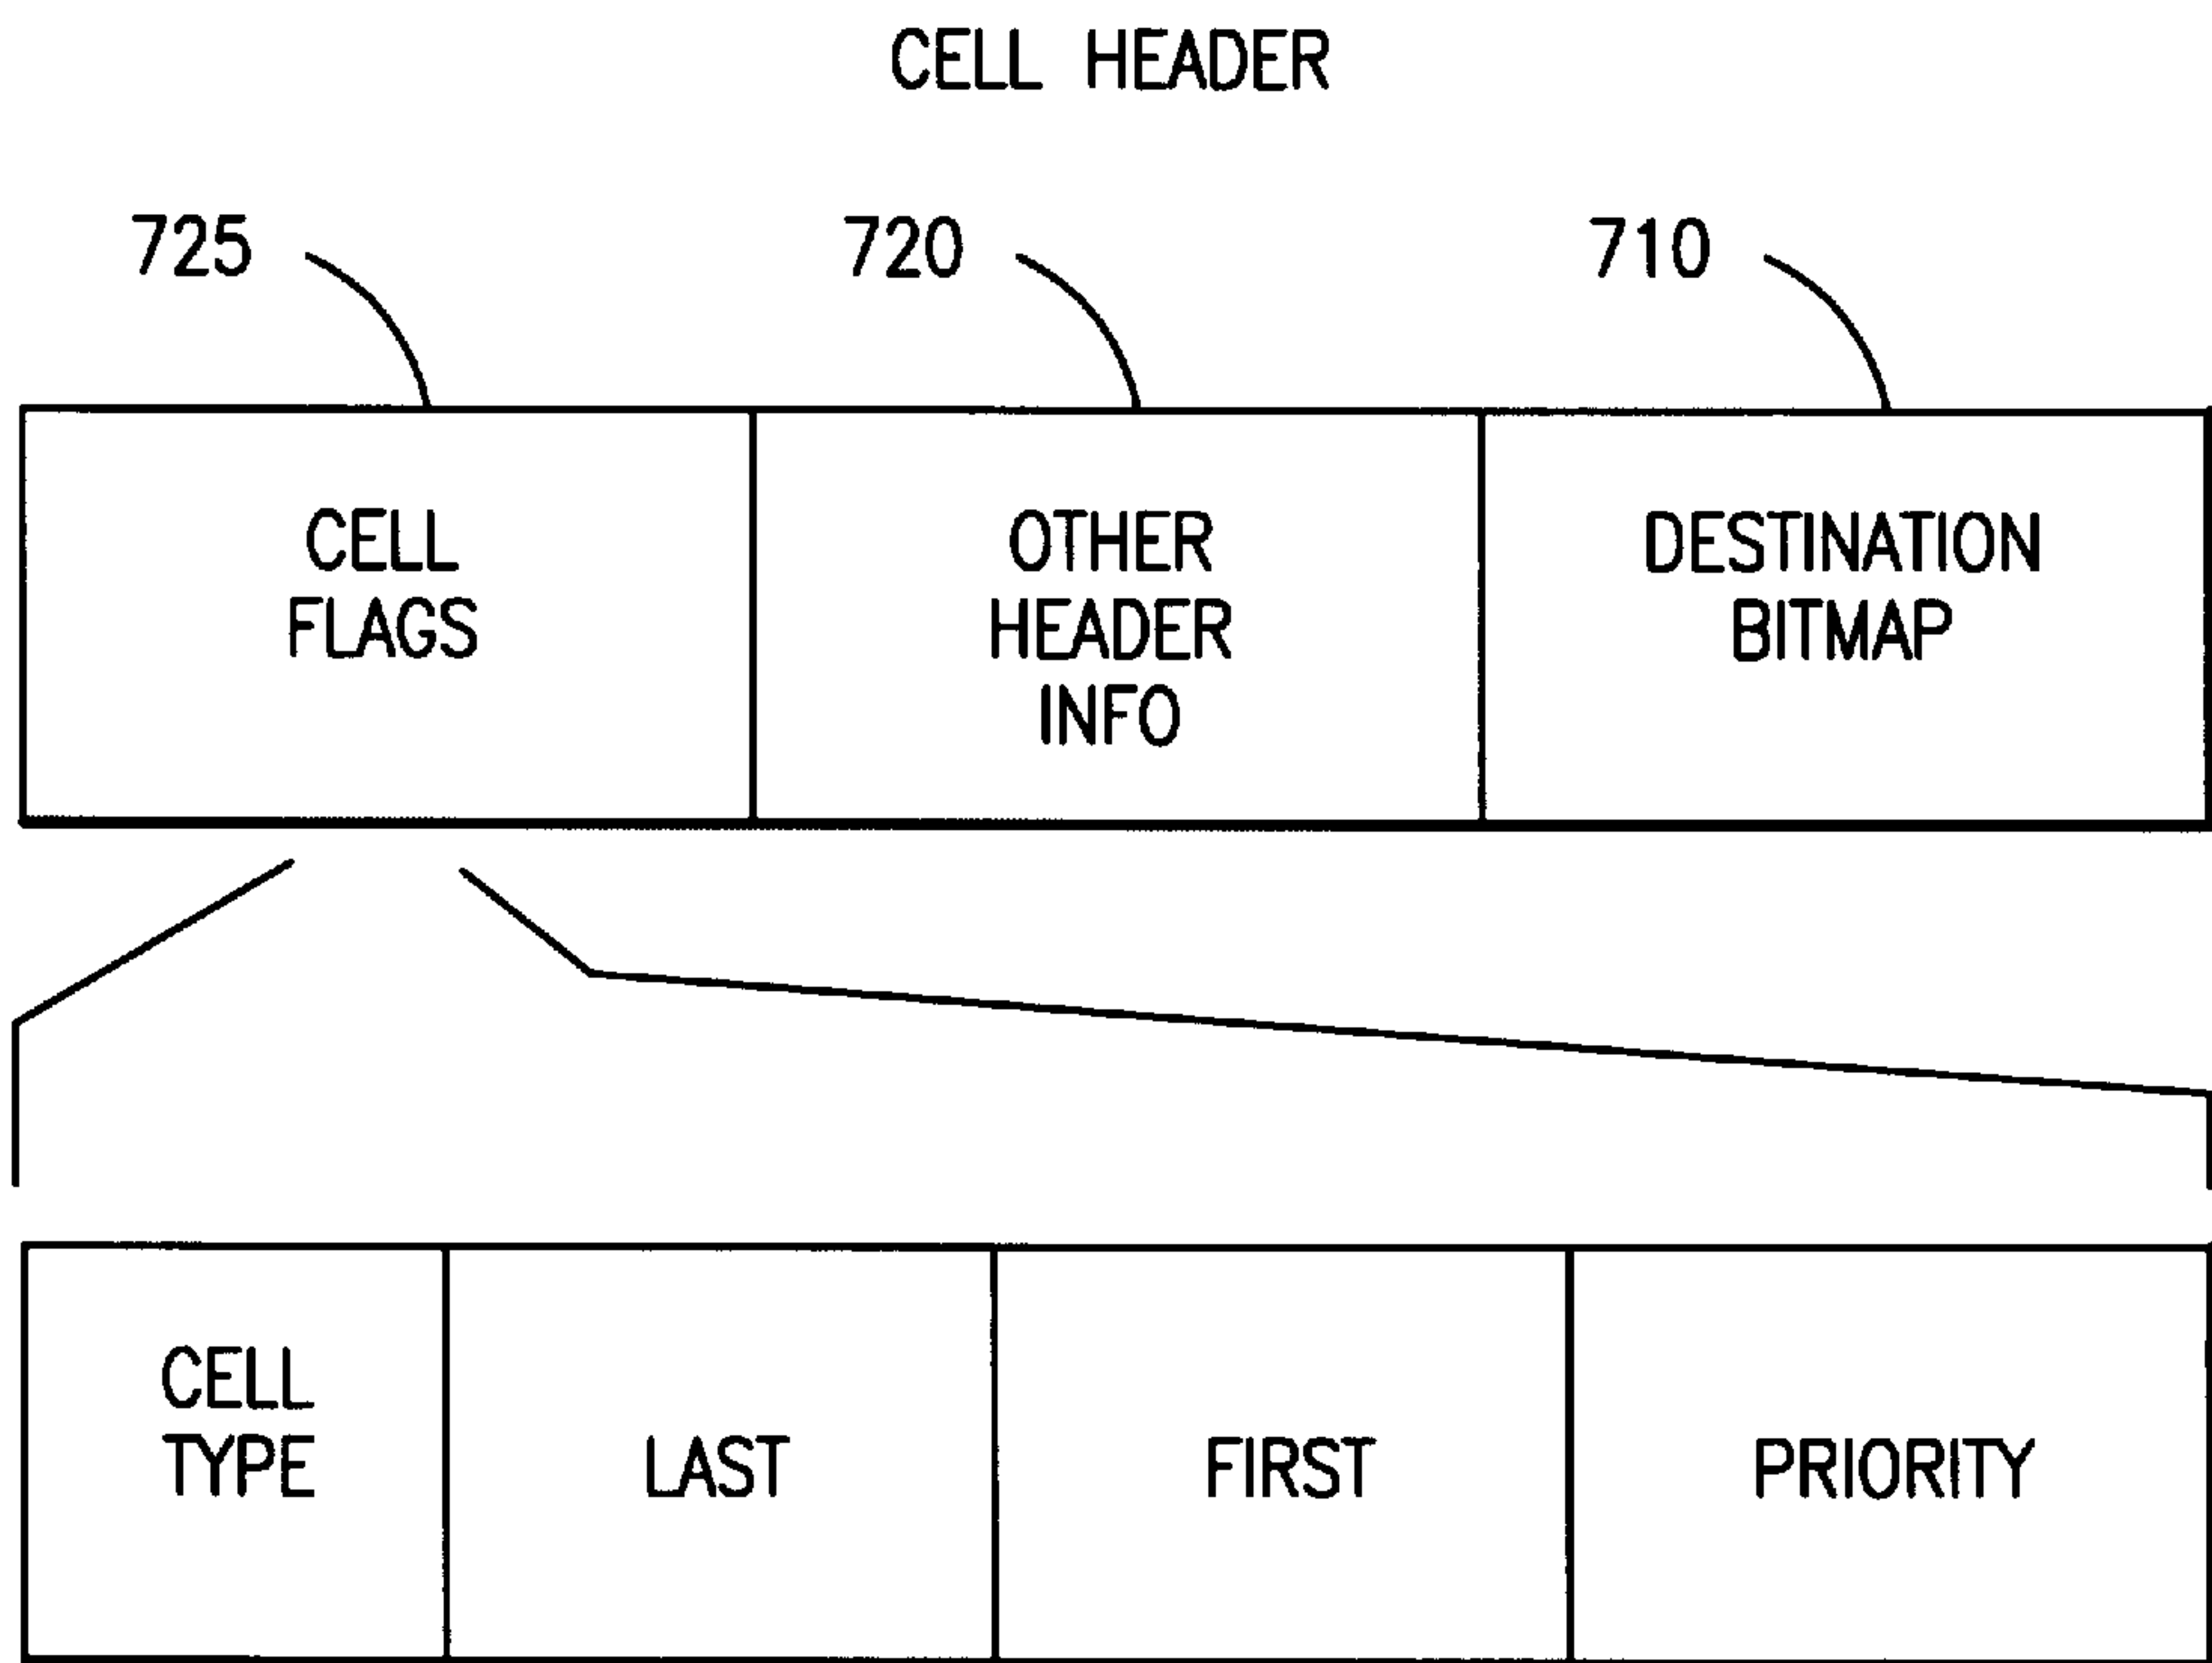 CELL HEADER
725
720
710
CELL
FLAGS
OTHER
HEADER
INFO
DESTINATION
BITMAP
CELL
TYPE
LAST
FIRST
PRIORITY